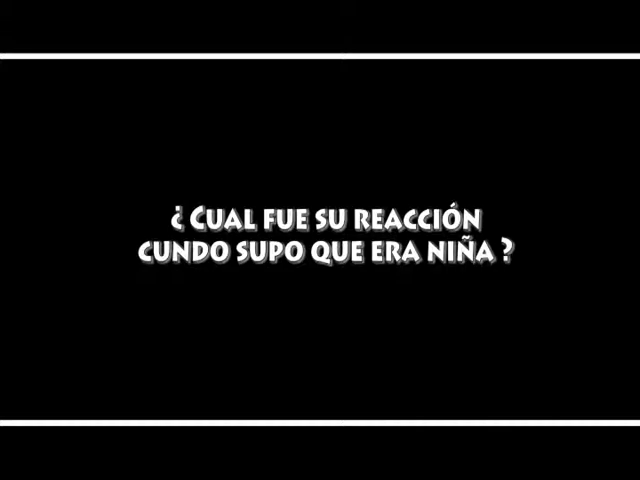 ¿ CUAL FUE SU REACCIÓN
CUNDO SUPO QUE ERA NIÑA ?